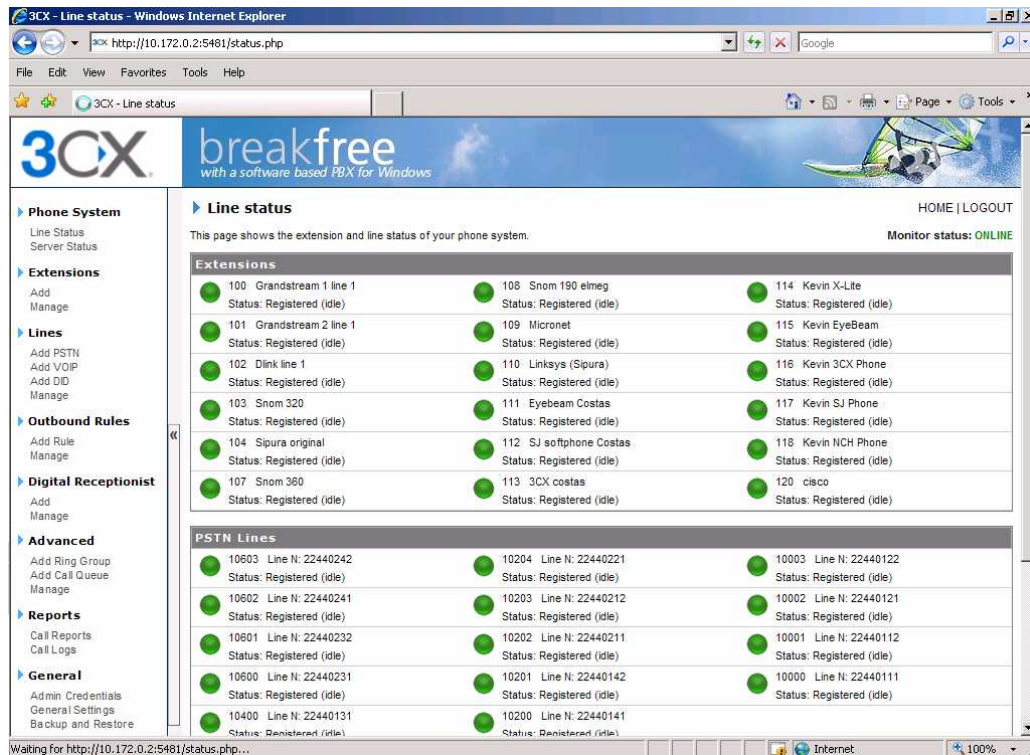 3CX - Line status - Windows Internet Explorer
http://10.172.0.2:5481/status.php
Google
File Edit View Favorites Tools Help
3CX - Line status
Page Tools
3CX
breakfree
with a software based PBX for Windows
Phone System
Line Status
Server Status
Extensions
Add
Manage
Lines
Add PSTN
Add VOIP
Add DID
Manage
Outbound Rules
Add Rule
Manage
Digital Receptionist
Add
Manage
Advanced
Add Ring Group
Add Call Queue
Manage
Reports
Call Reports
Call Logs
General
Admin Credentials
General Settings
Backup and Restore
«
Line status
HOME | LOGOUT
This page shows the extension and line status of your phone system.
Monitor status: ONLINE
Extensions
100 Grandstream 1 line 1
Status: Registered (idle)
108 Snom 190 elmeg
Status: Registered (idle)
114 Kevin X-Lite
Status: Registered (idle)
101 Grandstream 2 line 1
Status: Registered (idle)
109 Micronet
Status: Registered (idle)
115 Kevin EyeBeam
Status: Registered (idle)
102 Dlink line 1
Status: Registered (idle)
110 Linksys (Sipura)
Status: Registered (idle)
116 Kevin 3CX Phone
Status: Registered (idle)
103 Snom 320
Status: Registered (idle)
111 Eyebeam Costas
Status: Registered (idle)
117 Kevin SJ Phone
Status: Registered (idle)
104 Sipura original
Status: Registered (idle)
112 SJ softphone Costas
Status: Registered (idle)
118 Kevin NCH Phone
Status: Registered (idle)
107 Snom 360
Status: Registered (idle)
113 3CX costas
Status: Registered (idle)
120 cisco
Status: Registered (idle)
PSTN Lines
10603 Line N: 22440242
Status: Registered (idle)
10204 Line N: 22440221
Status: Registered (idle)
10003 Line N: 22440122
Status: Registered (idle)
10602 Line N: 22440241
Status: Registered (idle)
10203 Line N: 22440212
Status: Registered (idle)
10002 Line N: 22440121
Status: Registered (idle)
10601 Line N: 22440232
Status: Registered (idle)
10202 Line N: 22440211
Status: Registered (idle)
10001 Line N: 22440112
Status: Registered (idle)
10600 Line N: 22440231
Status: Registered (idle)
10201 Line N: 22440142
Status: Registered (idle)
10000 Line N: 22440111
Status: Registered (idle)
10400 Line N: 22440131
Status: Registered (idle)
10200 Line N: 22440141
Status: Registered (idle)
Waiting for http://10.172.0.2:5481/status.php...
Internet
100%